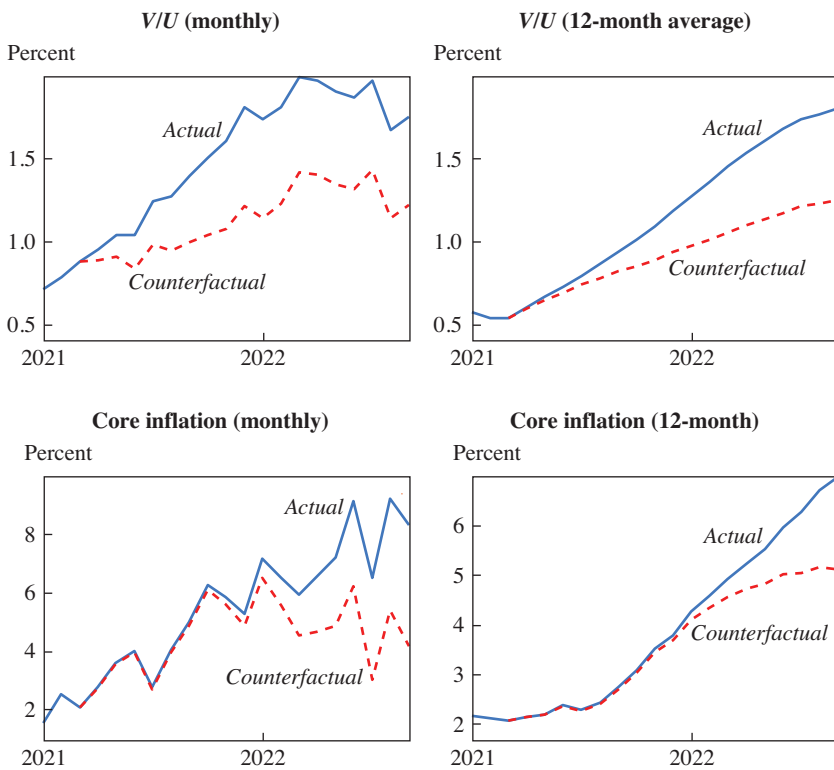 V/U (monthly)
Percent
1.5
1.0
0.5
2021
2022
Actual
Counterfactual
V/U (12-month average)
Percent
1.5
1.0
0.5
2021
2022
Actual
Counterfactual
Core inflation (monthly)
Percent
8
6
4
2
2021
2022
Actual
Counterfactual
Core inflation (12-month)
Percent
6
5
4
3
2
2021
2022
Actual
Counterfactual